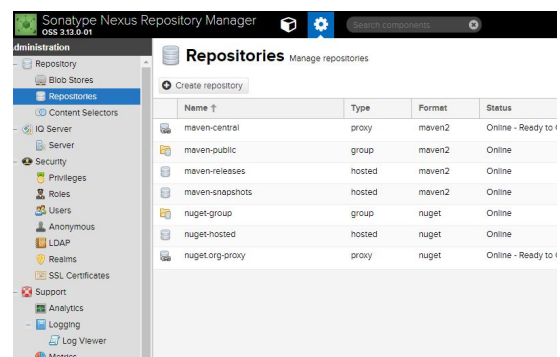 Sonatype Nexus Repository Manager
OSS 3.13.0-01
Search components
dministration
Repository
Blob Stores
Repositories
Content Selectors
IQ Server
Server
Security
Privileges
Roles
Users
Anonymous
LDAP
Realms
SSL Certificates
Support
Analytics
Logging
Log Viewer
Metrics
Repositories Manage repositories
Create repository
Name ↑ Type Format Status
maven-central proxy maven2 Online - Ready to C
maven-public group maven2 Online
maven-releases hosted maven2 Online
maven-snapshots hosted maven2 Online
nuget-group group nuget Online
nuget-hosted hosted nuget Online
nuget.org-proxy proxy nuget Online - Ready to C